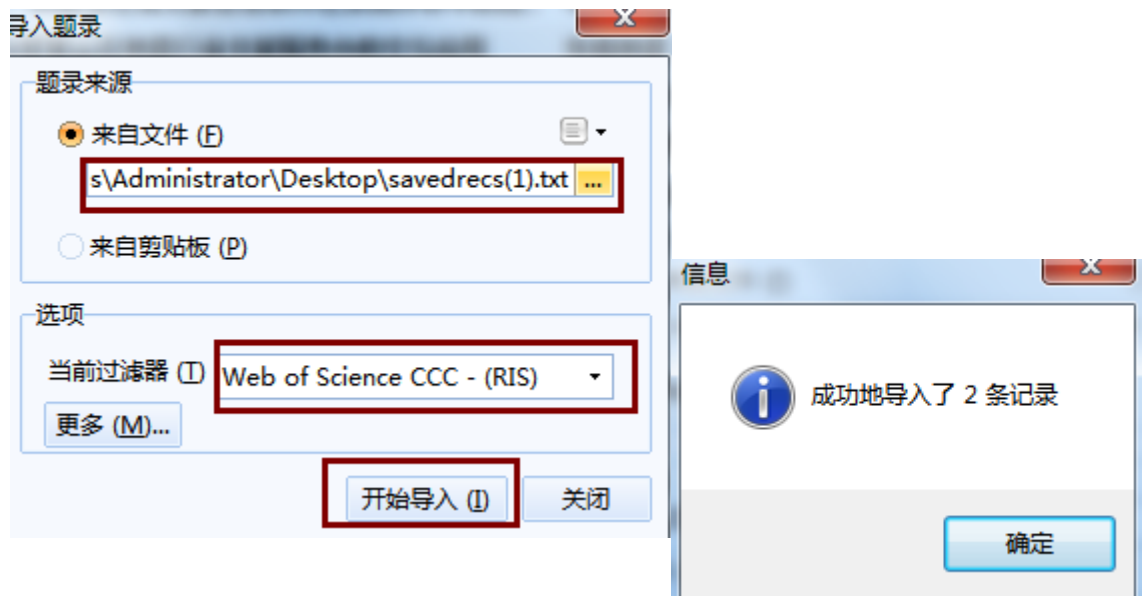 导入题录
题录来源
来自文件 (F)
s\Administrator\Desktop\savedrecs(1).txt ...
来自剪贴板 (P)
选项
当前过滤器 (T) Web of Science CCC - (RIS)
更多 (M)...
开始导入 (I) 关闭
信息
成功地导入了 2 条记录
确定